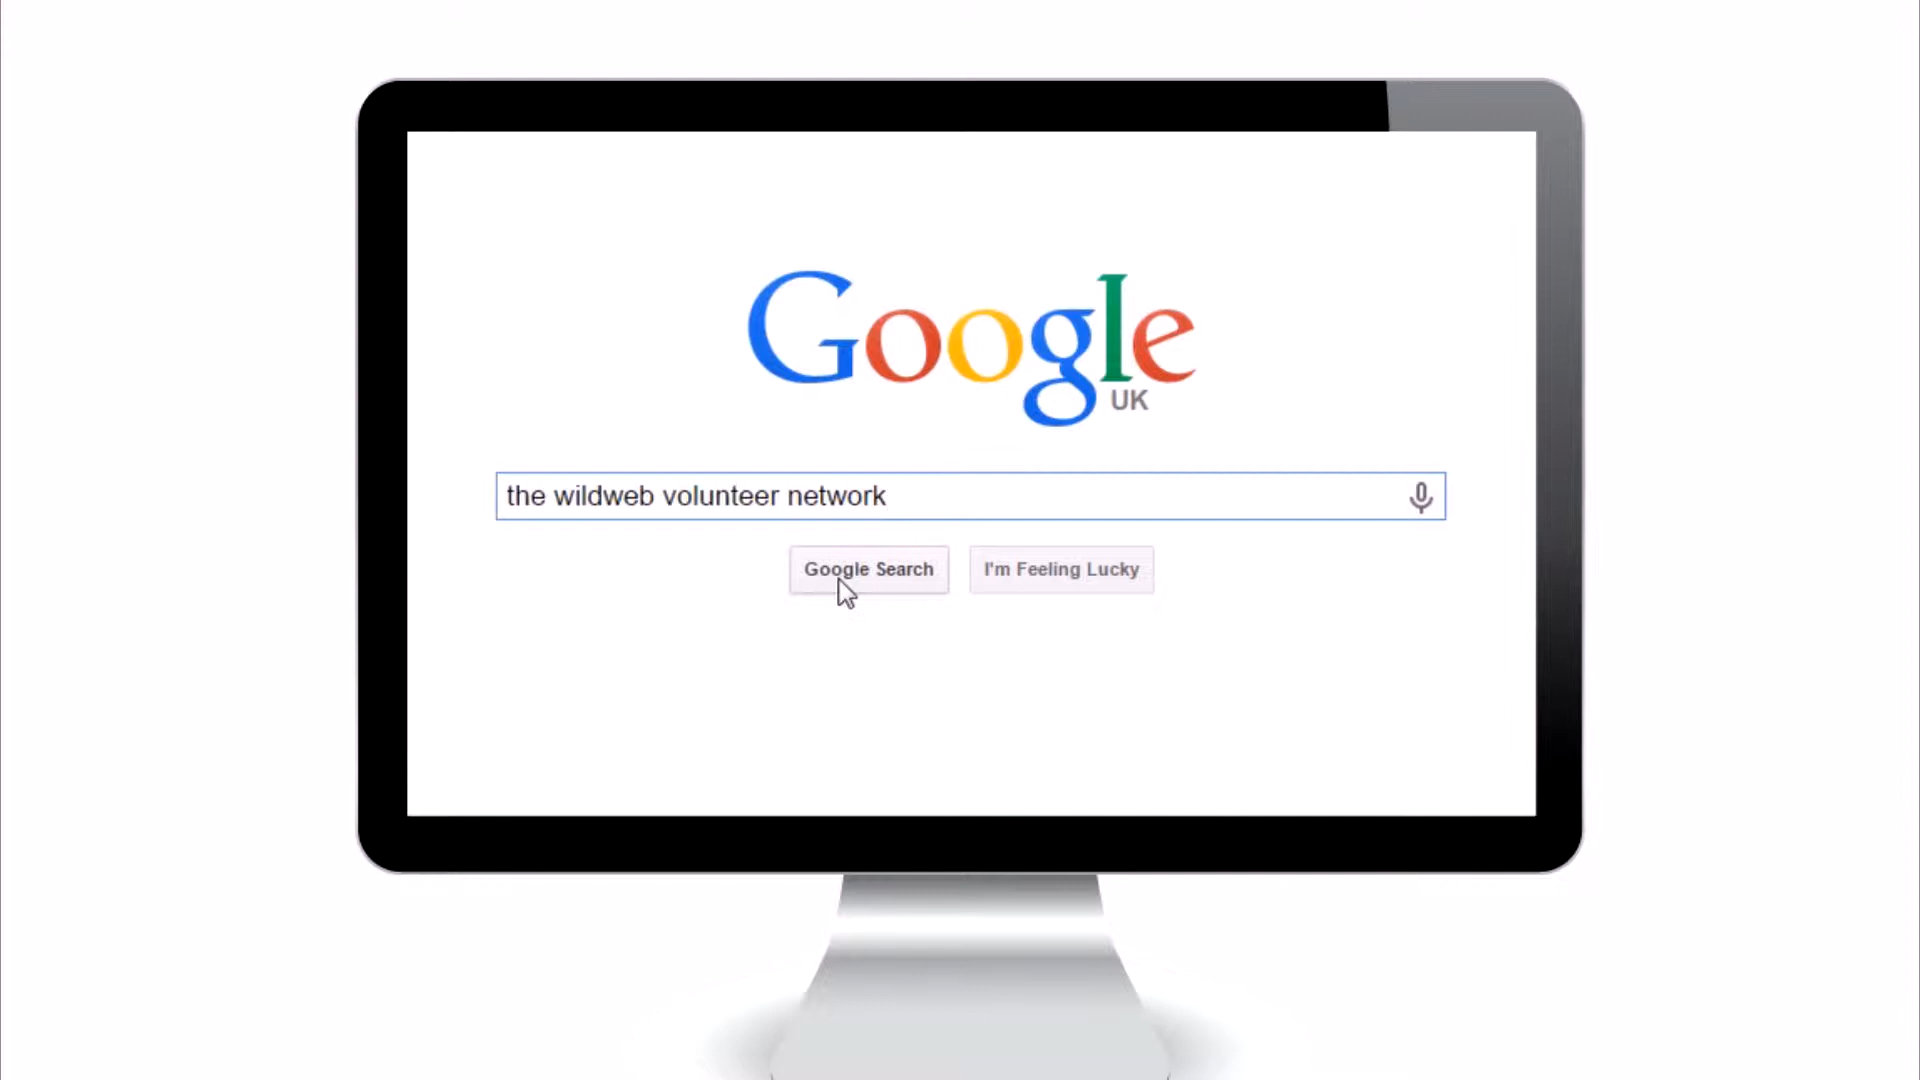 Google
UK
the wildweb volunteer network
Google Search
I'm Feeling Lucky